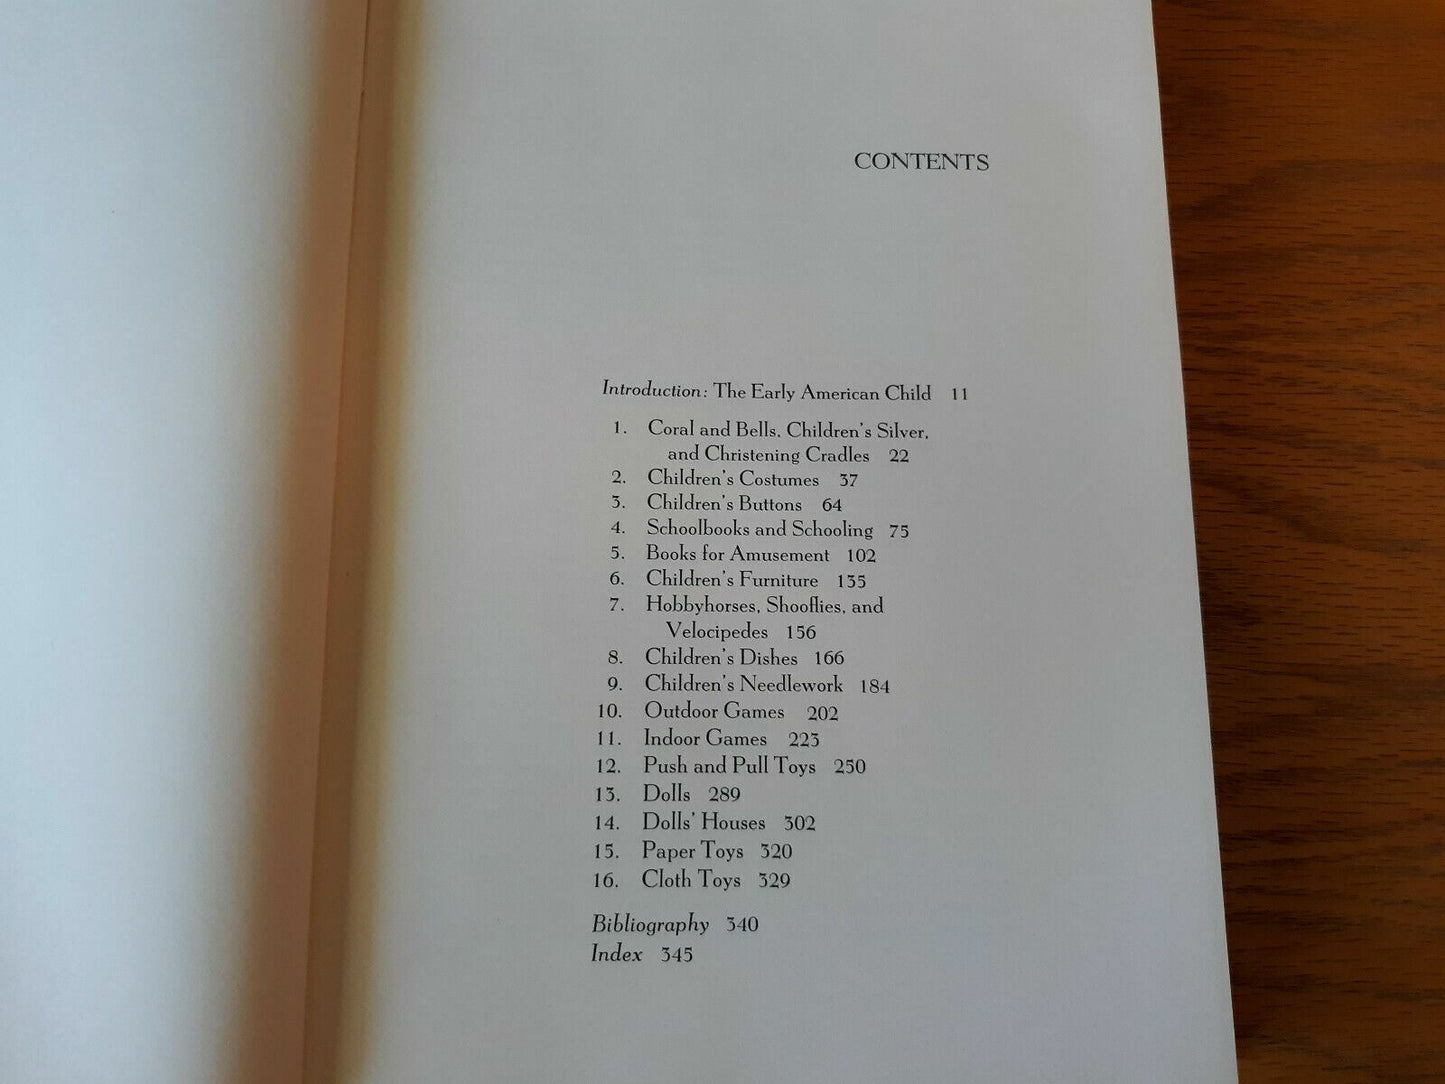 CONTENTS
Introduction: The Early American Child 11
1. Coral and Bells, Children's Silver,
and Christening Cradles 22
2. Children's Costumes 37
3. Children's Buttons 64
4. Schoolbooks and Schooling 75
5. Books for Amusement 102
6. Children's Furniture 135
7. Hobbyhorses, Shooflies, and
Velocipedes 156
8. Children's Dishes 166
9. Children's Needlework 184
10. Outdoor Games 202
11. Indoor Games 223
12. Push and Pull Toys 250
13. Dolls 289
14. Dolls' Houses 302
15. Paper Toys 320
16. Cloth Toys 329
Bibliography 340
Index 345